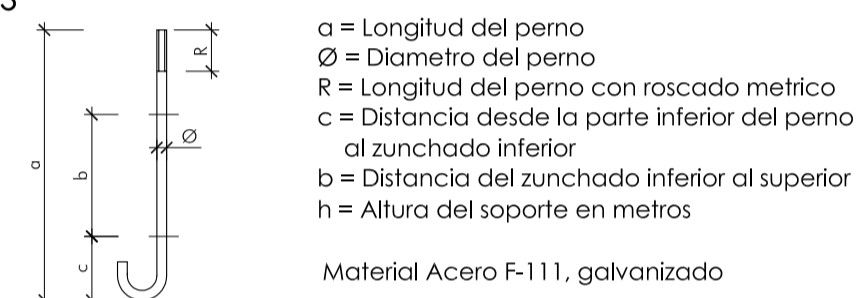 a = Longitud del perno
Ø = Diametro del perno
R = Longitud del perno con roscado metrico
c = Distancia desde la parte inferior del perno
al zunchado inferior
b = Distancia del zunchado inferior al superior
h = Altura del soporte en metros
Material Acero F-111, galvanizado
R
Ø
a
b
c